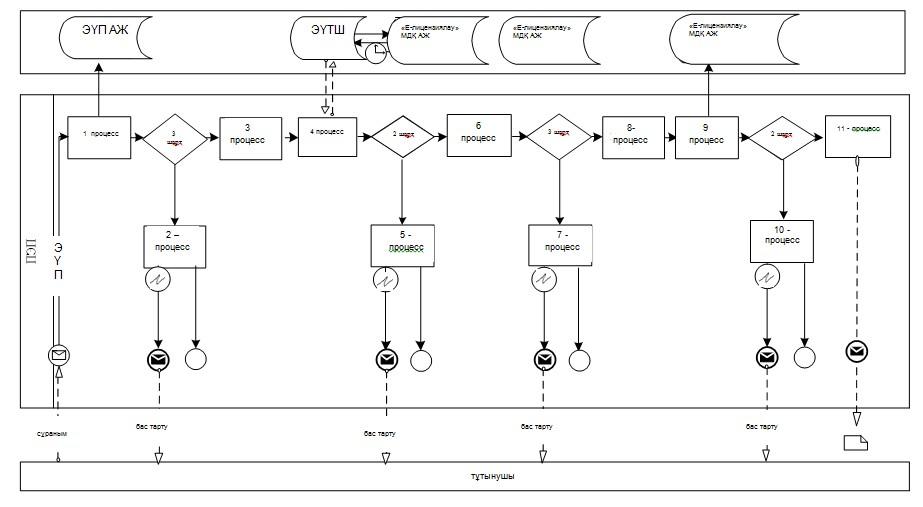 ЭҮП АЖ
ЭҮТШ
«Е-лицензиялау»
МДҚ АЖ
«Е-лицензиялау»
МДҚ АЖ
«Е-лицензиялау»
МДҚ АЖ
1 процесс
3
шарт
3
процесс
4 процесс
2 шарт
6
процесс
3 шарт
8-
процесс
9
процесс
2 шарт
11 - процесс
2 –
процесс
5 -
процесс
7 -
процесс
10 -
процесс
Э
Ү
П
сұраным
бас тарту
бас тарту
бас тарту
бас тарту
тұтынушы